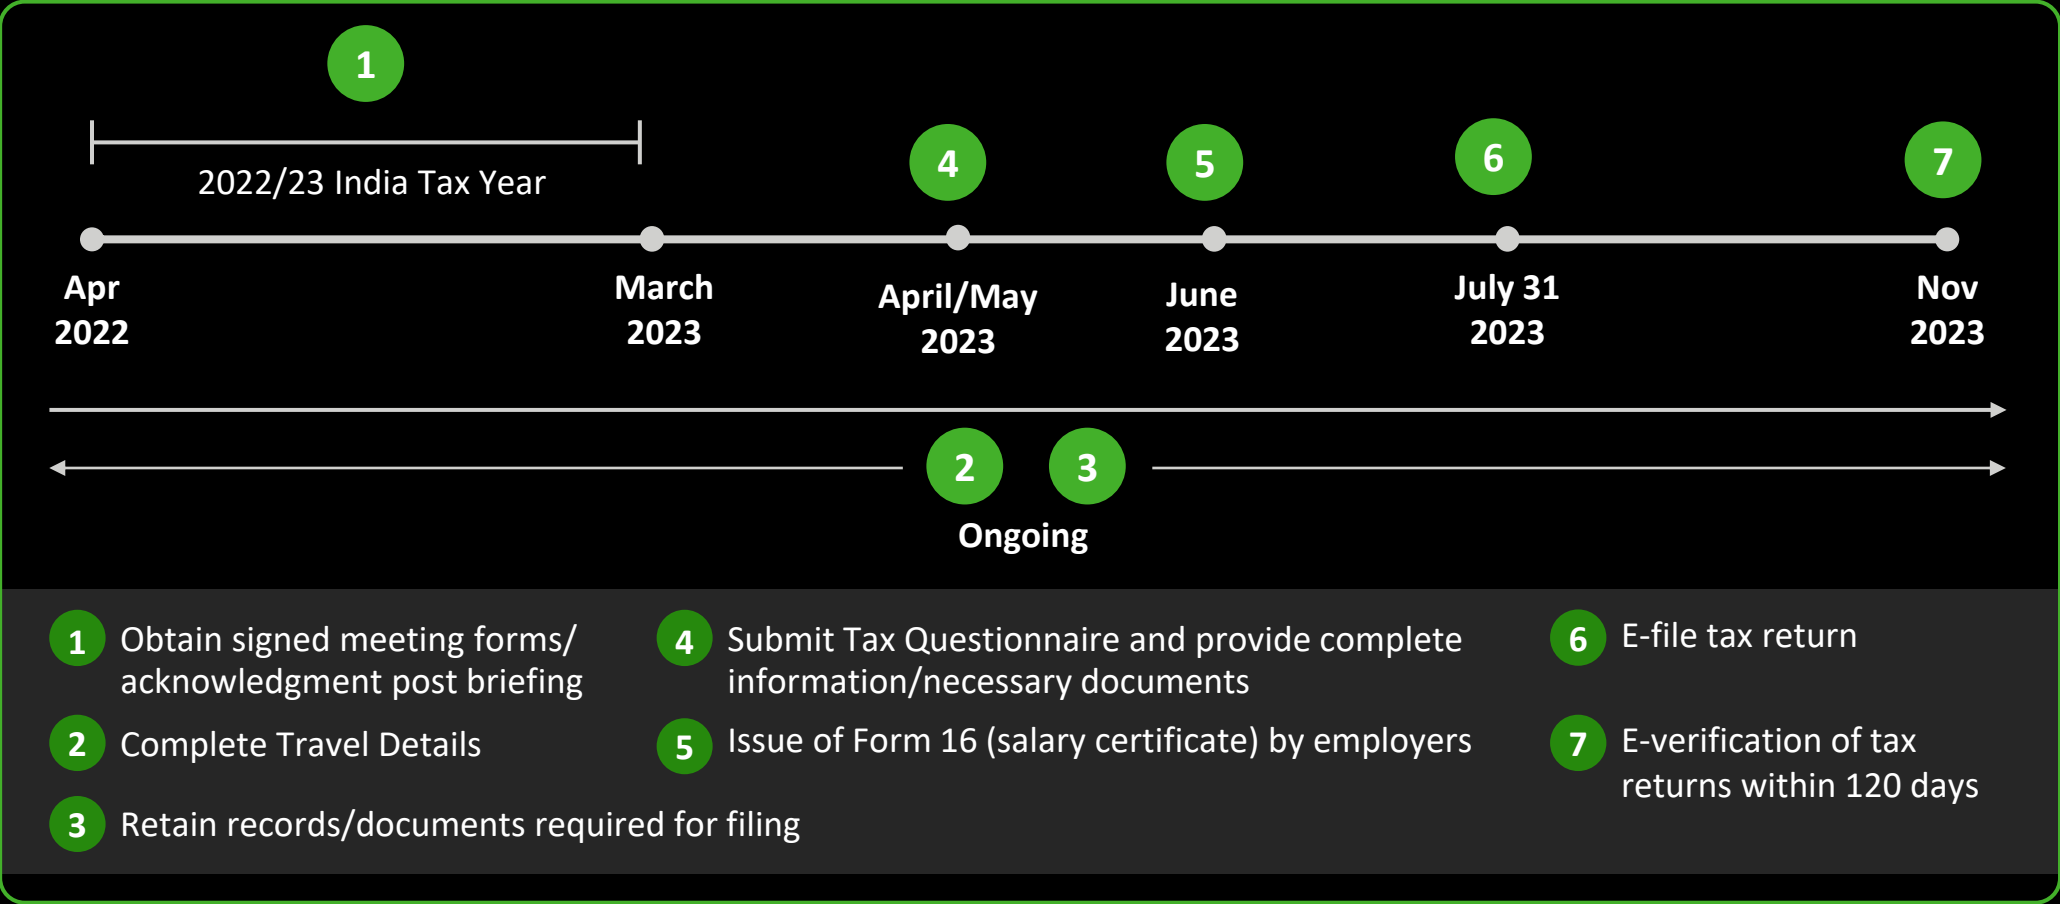 1
2022/23 India Tax Year
4
5
6
7
Apr
2022
March
2023
April/May
2023
June
2023
July 31
2023
Nov
2023
2
3
Ongoing
1
Obtain signed meeting forms/
acknowledgment post briefing
2
Complete Travel Details
3
Retain records/documents required for filing
4
Submit Tax Questionnaire and provide complete
information/necessary documents
5
Issue of Form 16 (salary certificate) by employers
6
E-file tax return
7
E-verification of tax
returns within 120 days